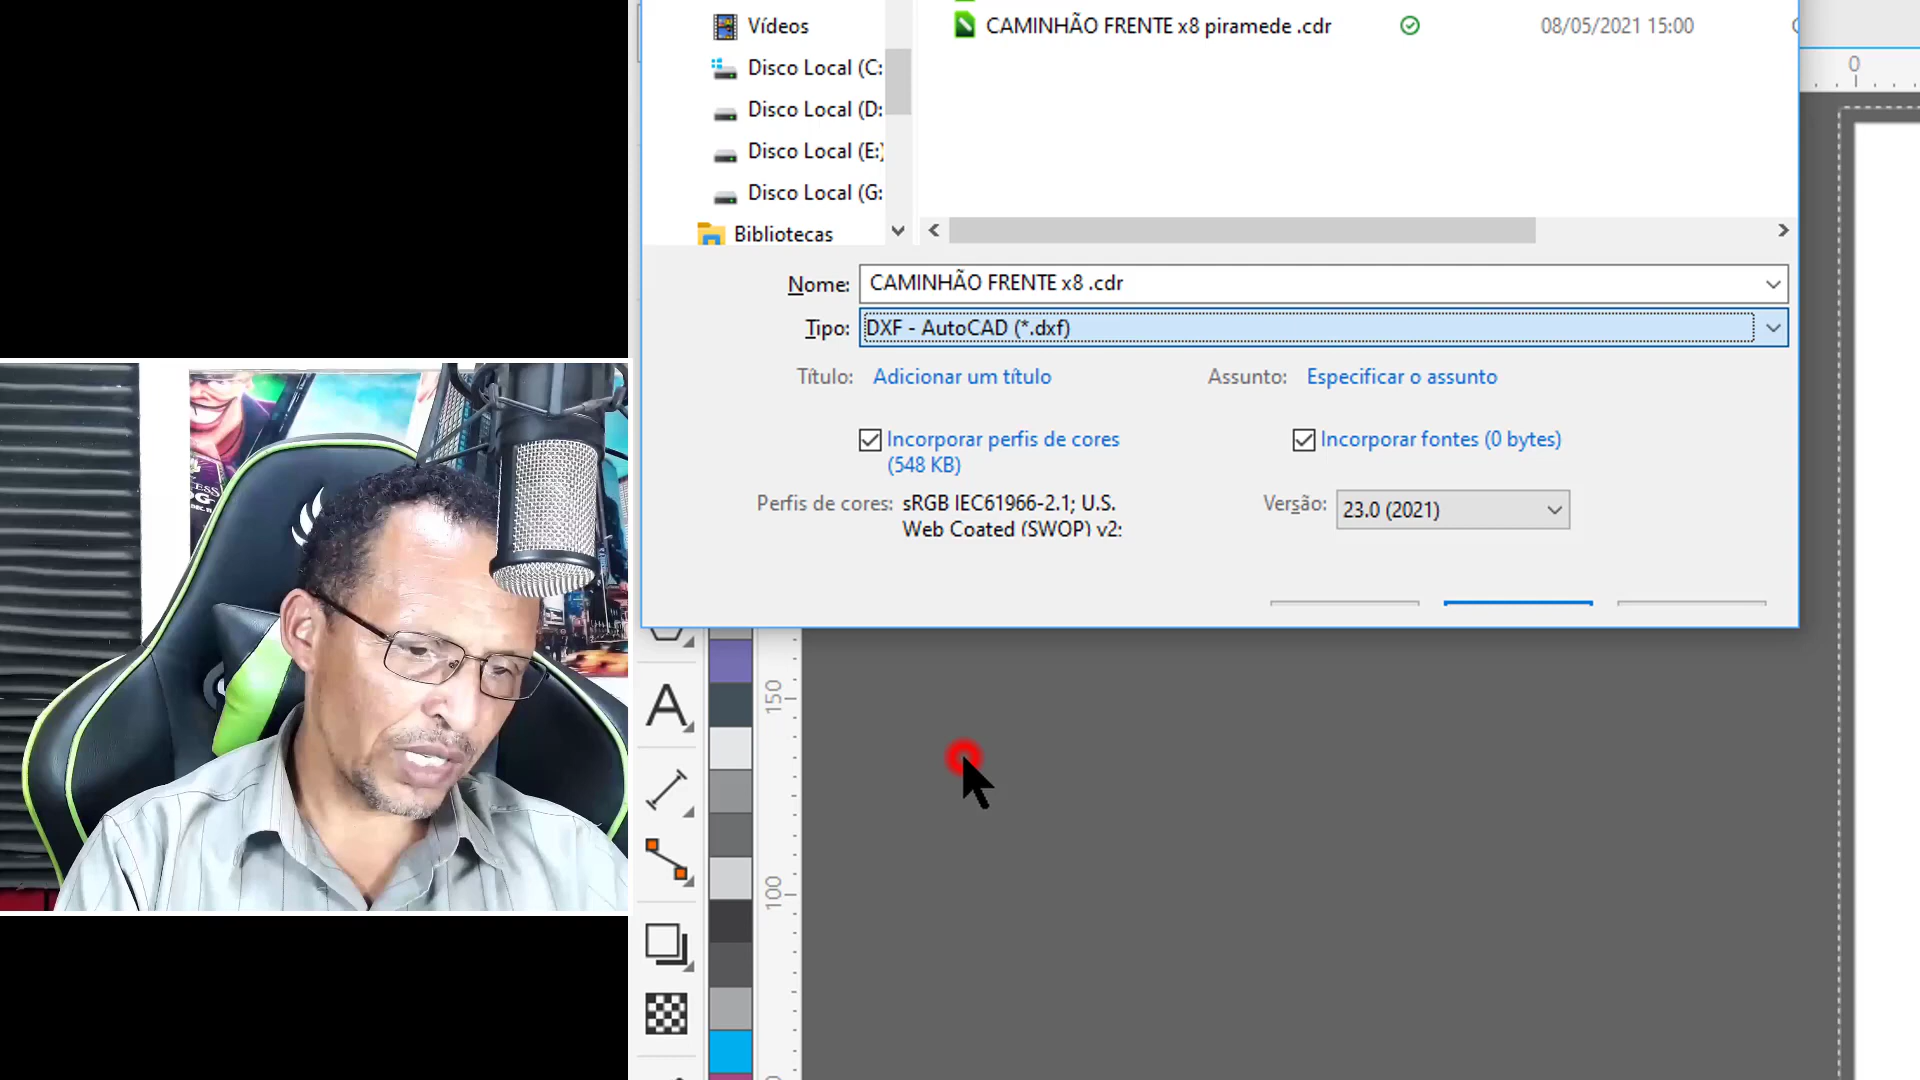 Vídeos
CAMINHÃO FRENTE x8 piramede .cdr
08/05/2021 15:00
Disco Local (C:
Disco Local (D:
Disco Local (E:)
Disco Local (G:
Bibliotecas
Nome: CAMINHÃO FRENTE x8 .cdr
Tipo: DXF - AutoCAD (*.dxf)
Título: Adicionar um título
Assunto: Especificar o assunto
Incorporar perfis de cores
(548 KB)
Incorporar fontes (0 bytes)
Perfis de cores: sRGB IEC61966-2.1; U.S.
Web Coated (SWOP) v2:
Versão: 23.0 (2021)
0
150
100